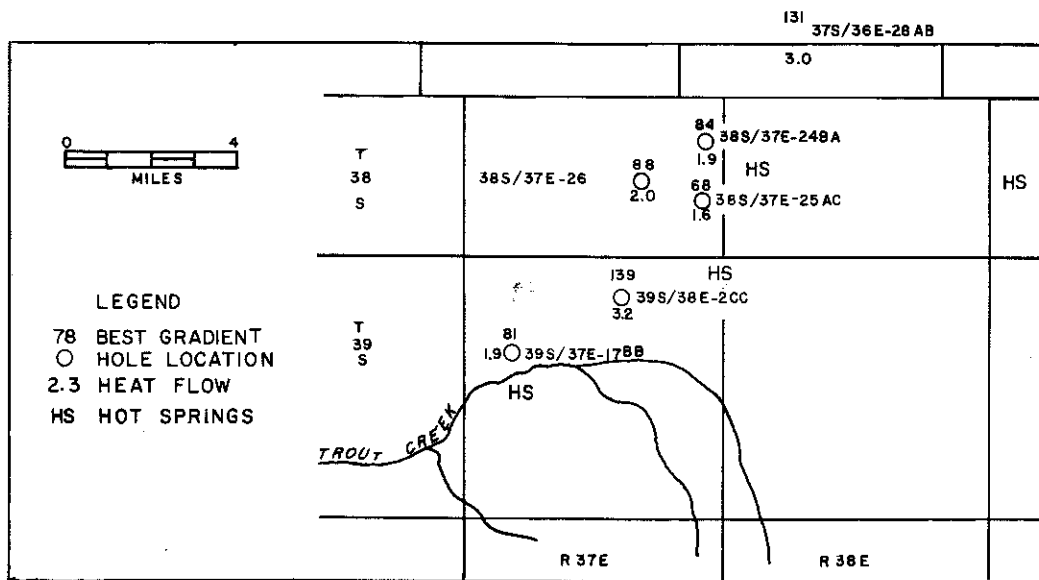 131
37S/36E-28AB
3.0
0 4
MILES
T
38
S
84
38S/37E-24BA
1.9
HS
88
38S/37E-26
2.0
68
38S/37E-25AC
1.6
HS
139
HS
39S/38E-2CC
3.2
LEGEND
78 BEST GRADIENT
HOLE LOCATION
2.3 HEAT FLOW
HS HOT SPRINGS
T
39
S
81
1.9 39S/37E-17BB
HS
TROUT CREEK
R 37E
R 38E